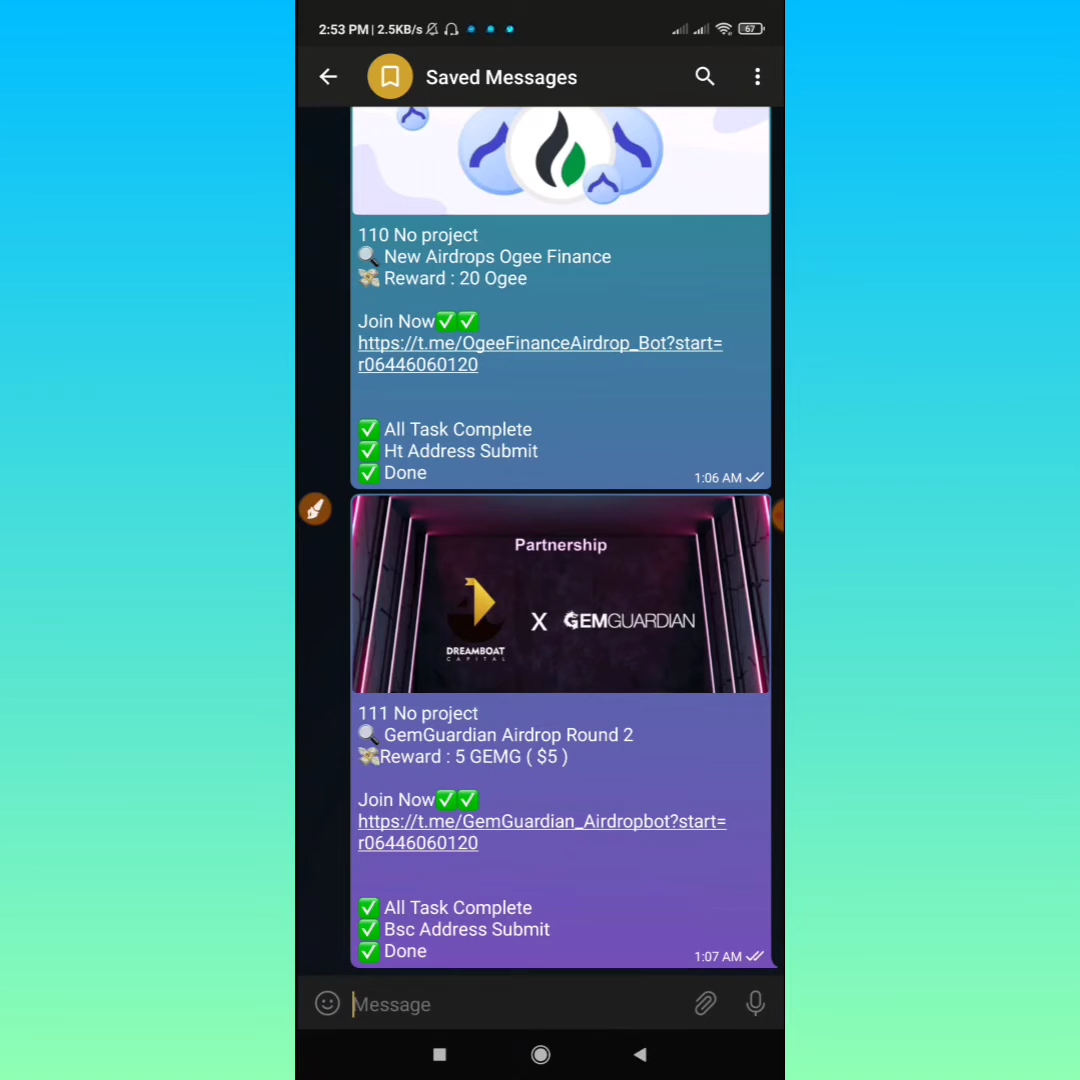 2:53 PM | 2.5KB/s
67
Saved Messages
110 No project
🔍 New Airdrops Ogee Finance
💸 Reward : 20 Ogee
Join Now✅✅
https://t.me/OgeeFinanceAirdrop_Bot?start=
r06446060120
✅ All Task Complete
✅ Ht Address Submit
✅ Done
1:06 AM
Partnership
DREAMBOAT
CAPITAL
X
GEMGUARDIAN
111 No project
🔍 GemGuardian Airdrop Round 2
💸Reward : 5 GEMG ( $5 )
Join Now✅✅
https://t.me/GemGuardian_Airdropbot?start=
r06446060120
✅ All Task Complete
✅ Bsc Address Submit
✅ Done
1:07 AM
Message